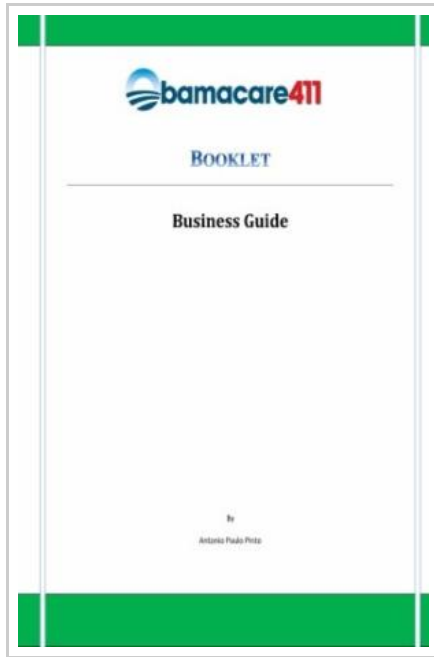 Obamacare411
BOOKLET
Business Guide
By
Antonio Paulo Pinto